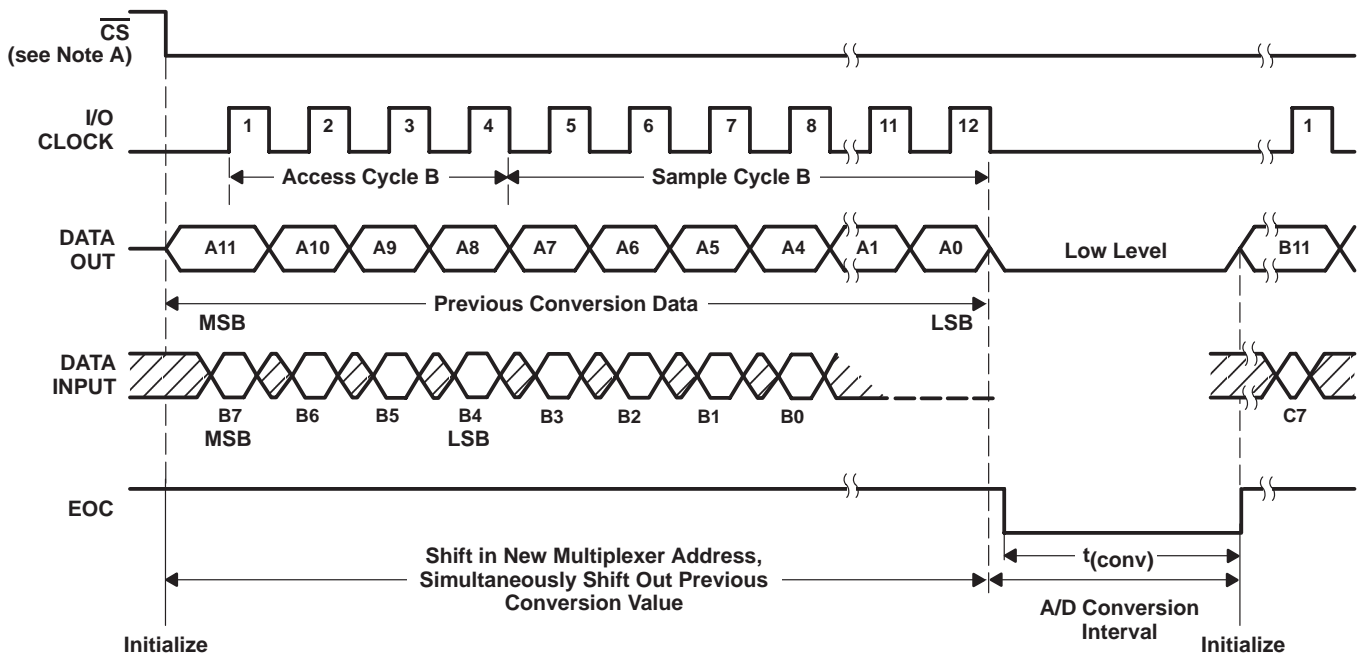 CS
(see Note A)
I/O
CLOCK
1 2 3 4 5 6 7 8 11 12 1
Access Cycle B Sample Cycle B
DATA
OUT
A11 A10 A9 A8 A7 A6 A5 A4 A1 A0 Low Level B11
Previous Conversion Data
MSB LSB
DATA
INPUT
B7 B6 B5 B4 B3 B2 B1 B0 C7
MSB LSB
EOC
Shift in New Multiplexer Address,
Simultaneously Shift Out Previous
Conversion Value
t(conv)
A/D Conversion
Interval
Initialize Initialize